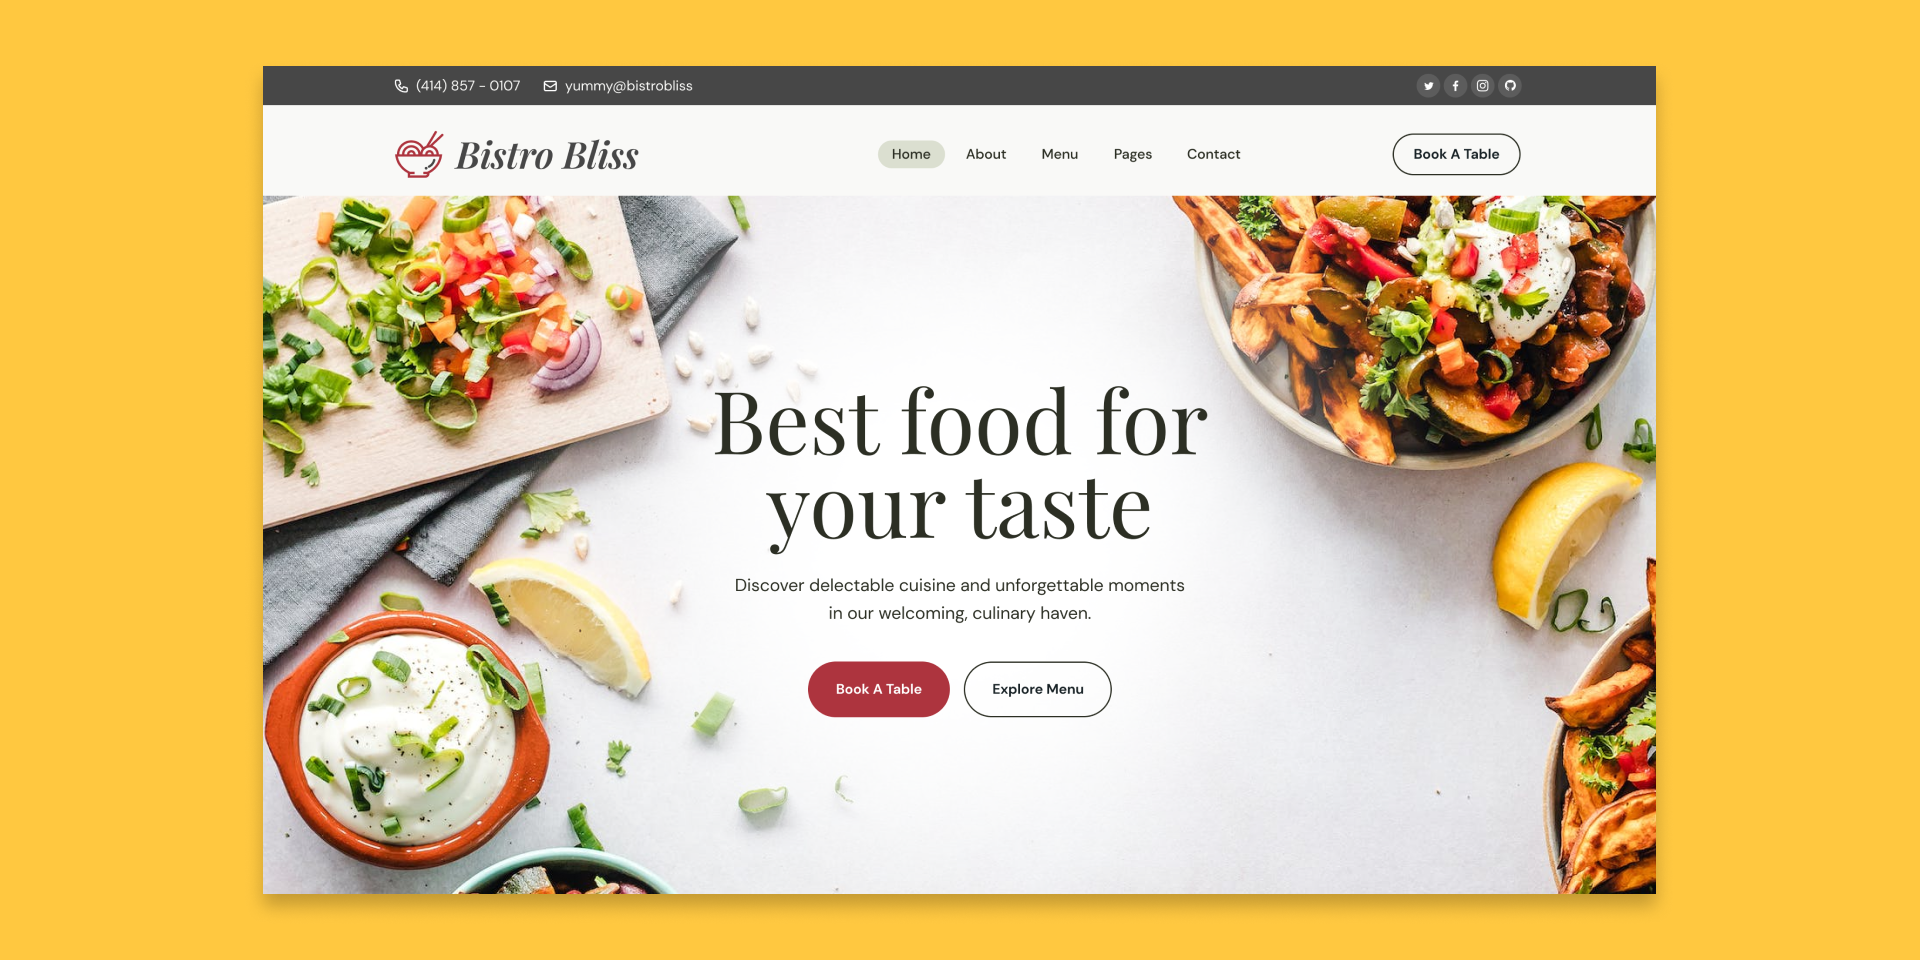 (414) 857 - 0107
yummy@bistrobliss
Bistro Bliss
Home
About
Menu
Pages
Contact
Book A Table
Best food for
your taste
Discover delectable cuisine and unforgettable moments
in our welcoming, culinary haven.
Book A Table
Explore Menu